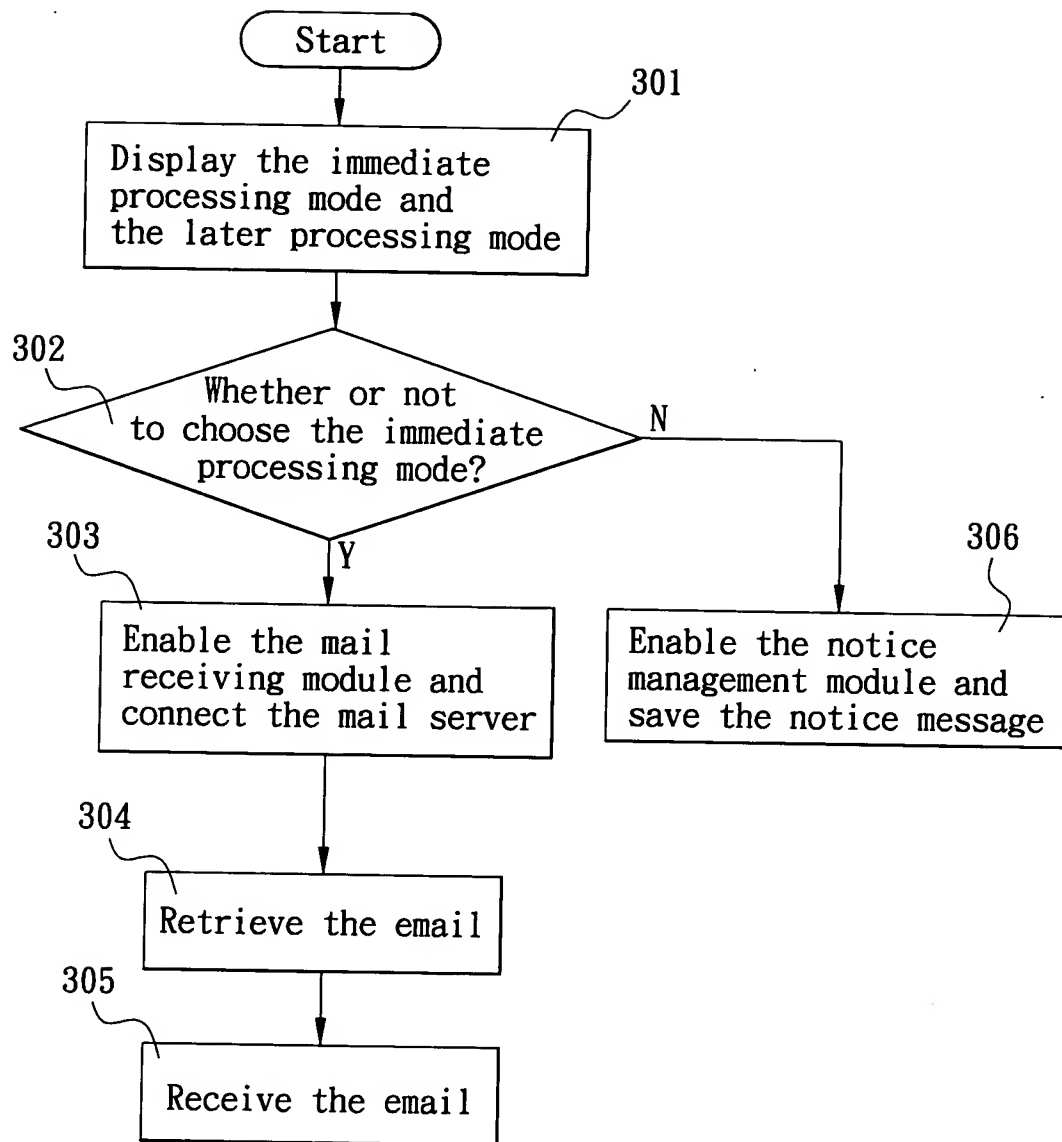 Start
301
Display the immediate
processing mode and
the later processing mode
302
Whether or not
to choose the immediate
processing mode?
N
Y
303
Enable the mail
receiving module and
connect the mail server
306
Enable the notice
management module and
save the notice message
304
Retrieve the email
305
Receive the email